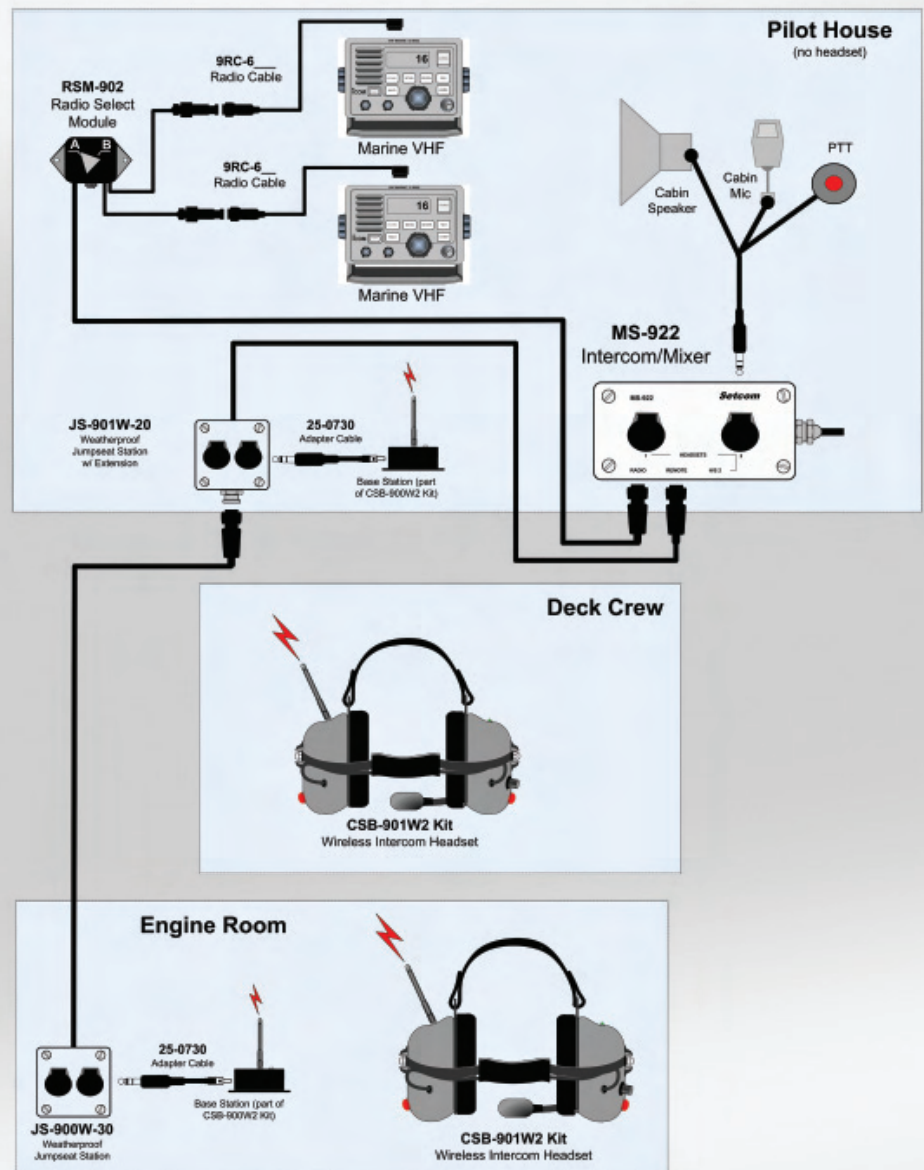 Pilot House
(no headset)
9RC-6___
Radio Cable
RSM-902
Radio Select
Module
A B
16
Marine VHF
9RC-6___
Radio Cable
16
Marine VHF
Cabin
Speaker
Cabin
Mic
PTT
MS-922
Intercom/Mixer
MS-922
Setcom
HEADSETS
RADIO REMOTE H/S 2
JS-901W-20
Weatherproof
Jumpseat Station
w/ Extension
25-0730
Adapter Cable
Base Station (part
of CSB-900W2 Kit)
Deck Crew
CSB-901W2 Kit
Wireless Intercom Headset
Engine Room
25-0730
Adapter Cable
Base Station (part of
CSB-900W2 Kit)
JS-900W-30
Weatherproof
Jumpseat Station
CSB-901W2 Kit
Wireless Intercom Headset